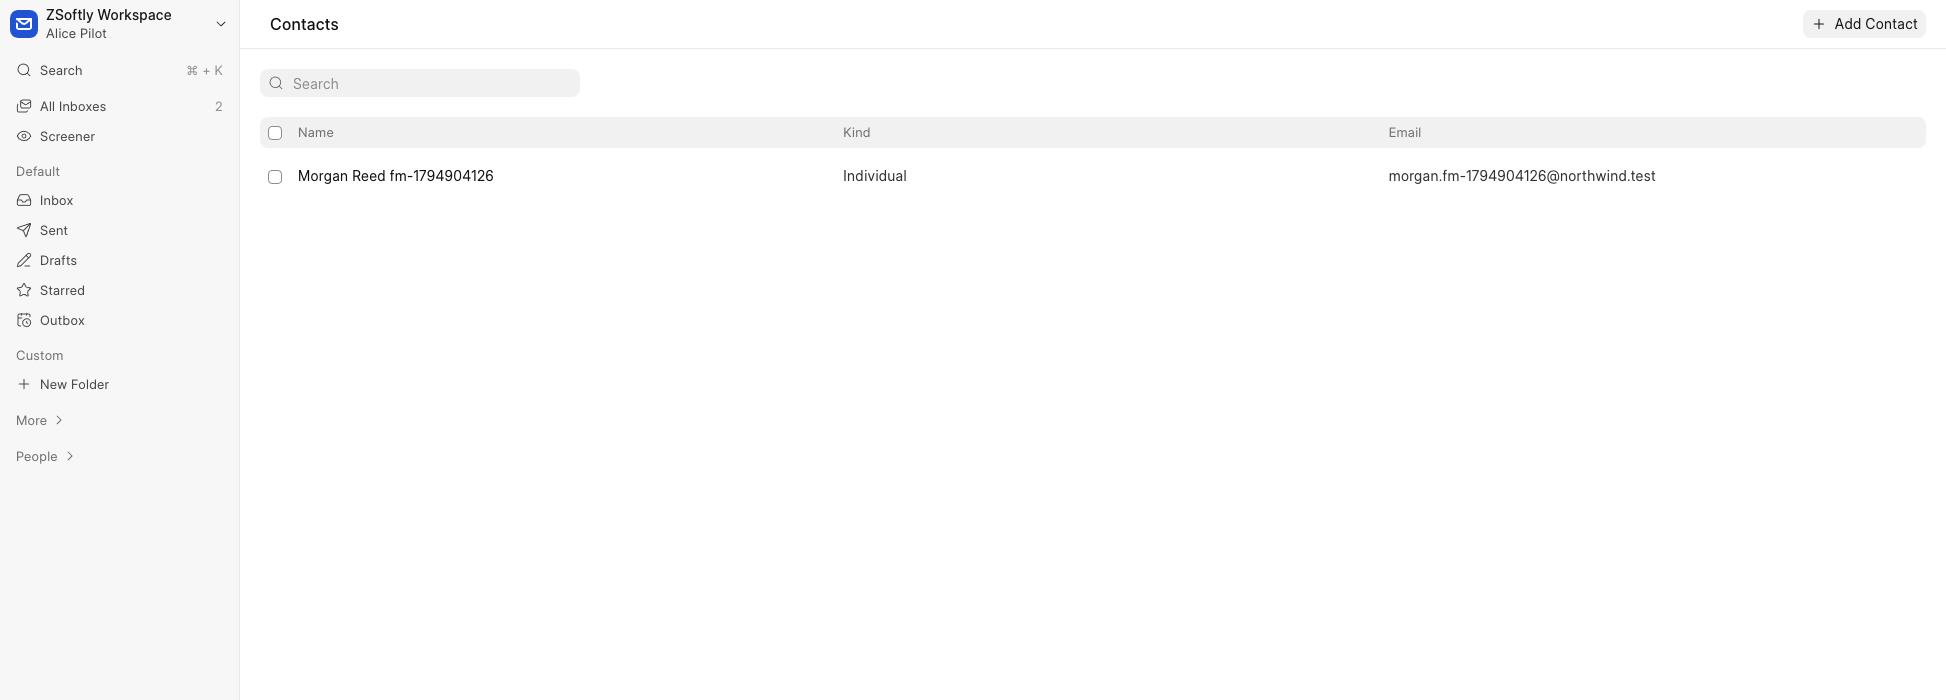 ZSoftly Workspace
Alice Pilot
Search ⌘ + K
All Inboxes 2
Screener
Default
Inbox
Sent
Drafts
Starred
Outbox
Custom
New Folder
More
People
Contacts
Add Contact
Search
Name Kind Email
Morgan Reed fm-1794904126 Individual morgan.fm-1794904126@northwind.test